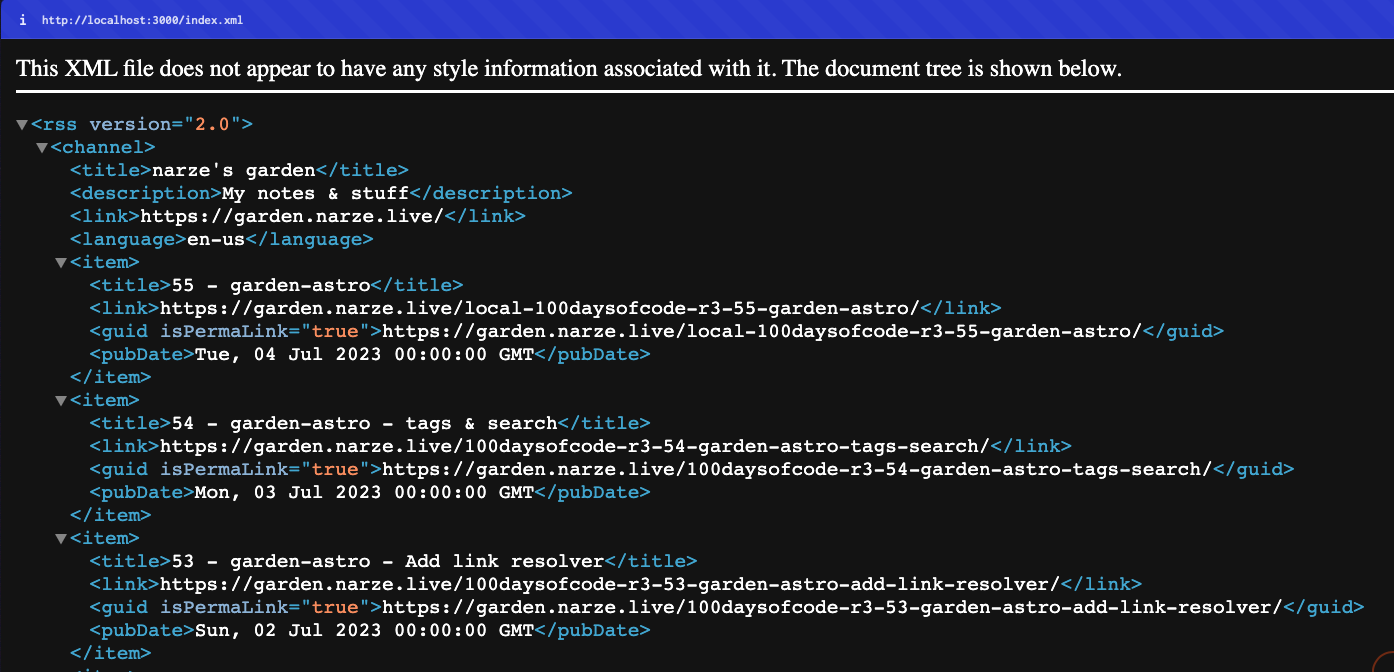 i http://localhost:3000/index.xml
This XML file does not appear to have any style information associated with it. The document tree is shown below.
▼<rss version="2.0">
▼<channel>
<title>narze's garden</title>
<description>My notes & stuff</description>
<link>https://garden.narze.live/</link>
<language>en-us</language>
▼<item>
<title>55 - garden-astro</title>
<link>https://garden.narze.live/local-100daysofcode-r3-55-garden-astro/</link>
<guid isPermaLink="true">https://garden.narze.live/local-100daysofcode-r3-55-garden-astro/</guid>
<pubDate>Tue, 04 Jul 2023 00:00:00 GMT</pubDate>
</item>
▼<item>
<title>54 - garden-astro - tags & search</title>
<link>https://garden.narze.live/100daysofcode-r3-54-garden-astro-tags-search/</link>
<guid isPermaLink="true">https://garden.narze.live/100daysofcode-r3-54-garden-astro-tags-search/</guid>
<pubDate>Mon, 03 Jul 2023 00:00:00 GMT</pubDate>
</item>
▼<item>
<title>53 - garden-astro - Add link resolver</title>
<link>https://garden.narze.live/100daysofcode-r3-53-garden-astro-add-link-resolver/</link>
<guid isPermaLink="true">https://garden.narze.live/100daysofcode-r3-53-garden-astro-add-link-resolver/</guid>
<pubDate>Sun, 02 Jul 2023 00:00:00 GMT</pubDate>
</item>